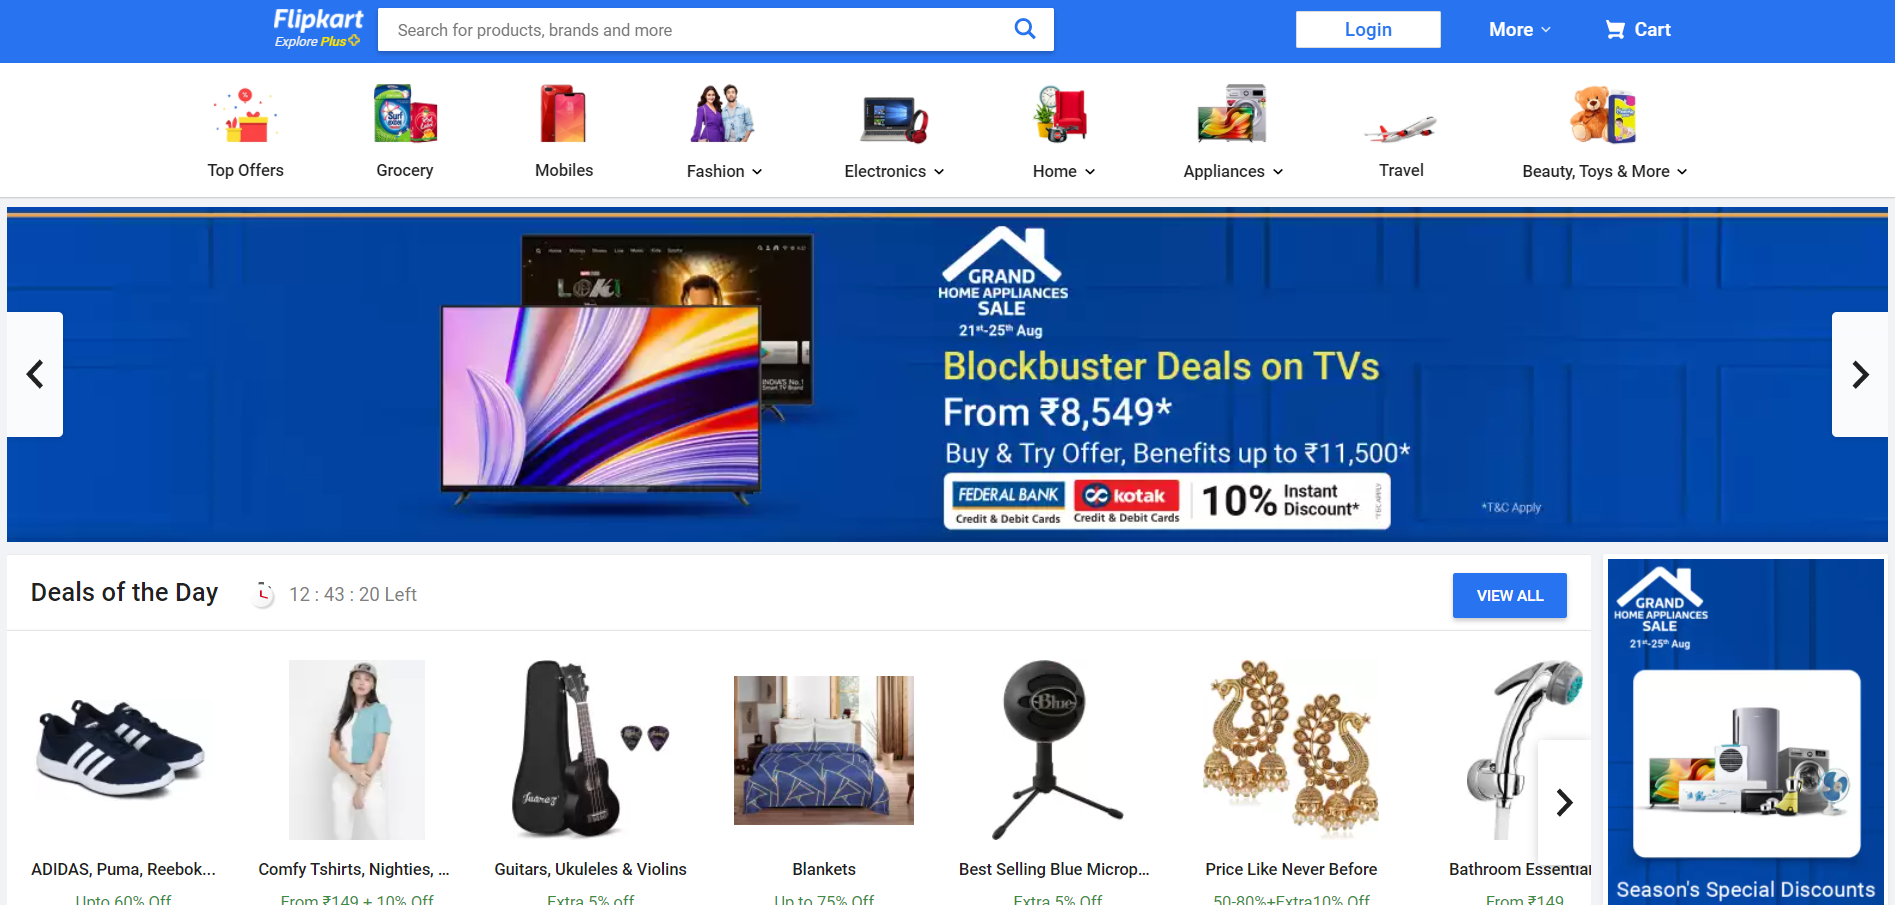 Flipkart
Explore Plus
Search for products, brands and more
Login
More
Cart
Surf excel
Top Offers
Grocery
Mobiles
Fashion
Electronics
Home
Appliances
Travel
Beauty, Toys & More
LOKI
INDIA'S No.1
Smart TV Brand
GRAND
HOME APPLIANCES
SALE
21st-25th Aug
Blockbuster Deals on TVs
From ₹8,549*
Buy & Try Offer, Benefits up to ₹11,500*
FEDERAL BANK
Credit & Debit Cards
kotak
Credit & Debit Cards
10% Instant Discount*
*T&C APPLY
*T&C Apply
Deals of the Day
12 : 43 : 20 Left
VIEW ALL
GRAND
HOME APPLIANCES
SALE
21st-25th Aug
Juarez
Blue
ADIDAS, Puma, Reebok...
Comfy Tshirts, Nighties, ...
Guitars, Ukuleles & Violins
Blankets
Best Selling Blue Microp...
Price Like Never Before
Bathroom Essential
Upto 60% Off
From ₹149 + 10% Off
Extra 5% off
Up to 75% Off
Extra 5% Off
50-80%+Extra10% Off
From ₹149
Season's Special Discounts